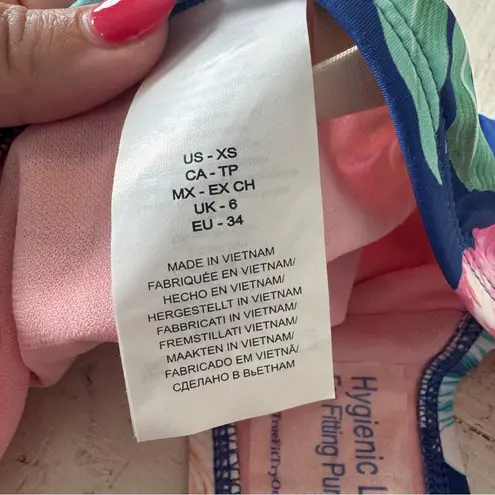 US - XS
CA - TP
MX - EX CH
UK - 6
EU - 34
MADE IN VIETNAM
FABRIQUÉE EN VIETNAM/
HECHO EN VIETNAM/
HERGESTELLT IN VIETNAM/
FABBRICATI IN VIETNAM/
FREMSTILLATI VIETNAM/
MAAKTEN IN VIETNAM/
FABRICADO EM VIETNÃ/
СДЕЛАНО В ВЬЕТНАМ
Hygienic L
Fitting Pur
TrueFitTryOn